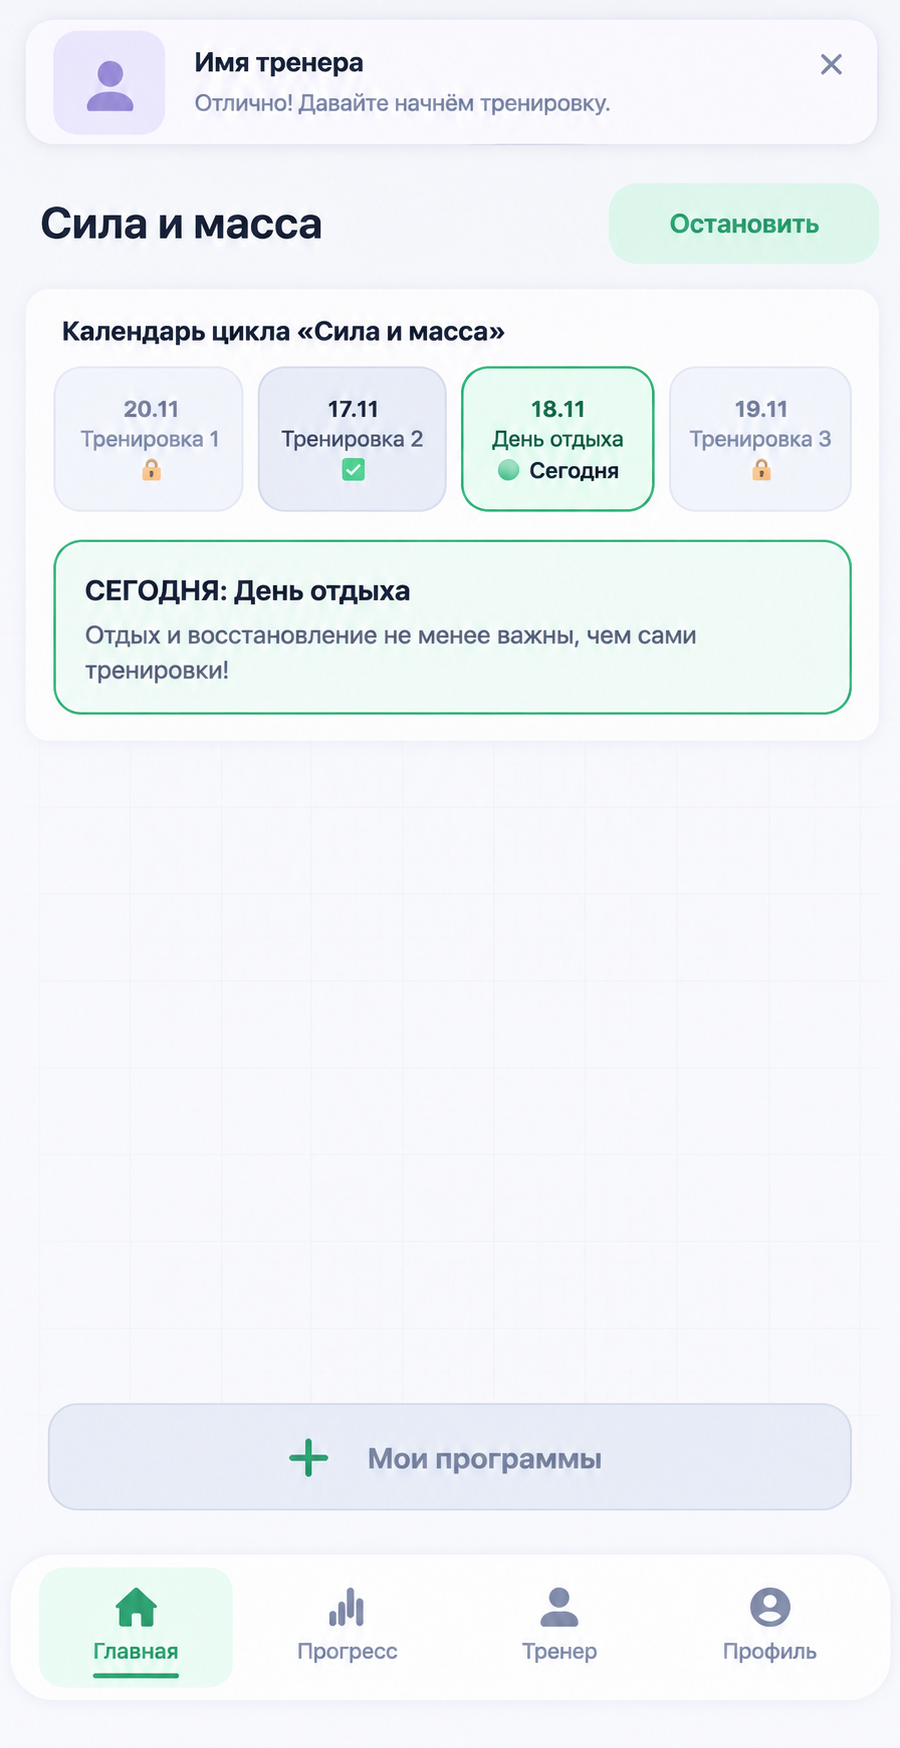 Имя тренера
Отлично! Давайте начнём тренировку.
Сила и масса
Остановить
Календарь цикла «Сила и масса»
20.11
Тренировка 1
17.11
Тренировка 2
18.11
День отдыха
Сегодня
19.11
Тренировка 3
СЕГОДНЯ: День отдыха
Отдых и восстановление не менее важны, чем сами
тренировки!
Мои программы
Главная
Прогресс
Тренер
Профиль